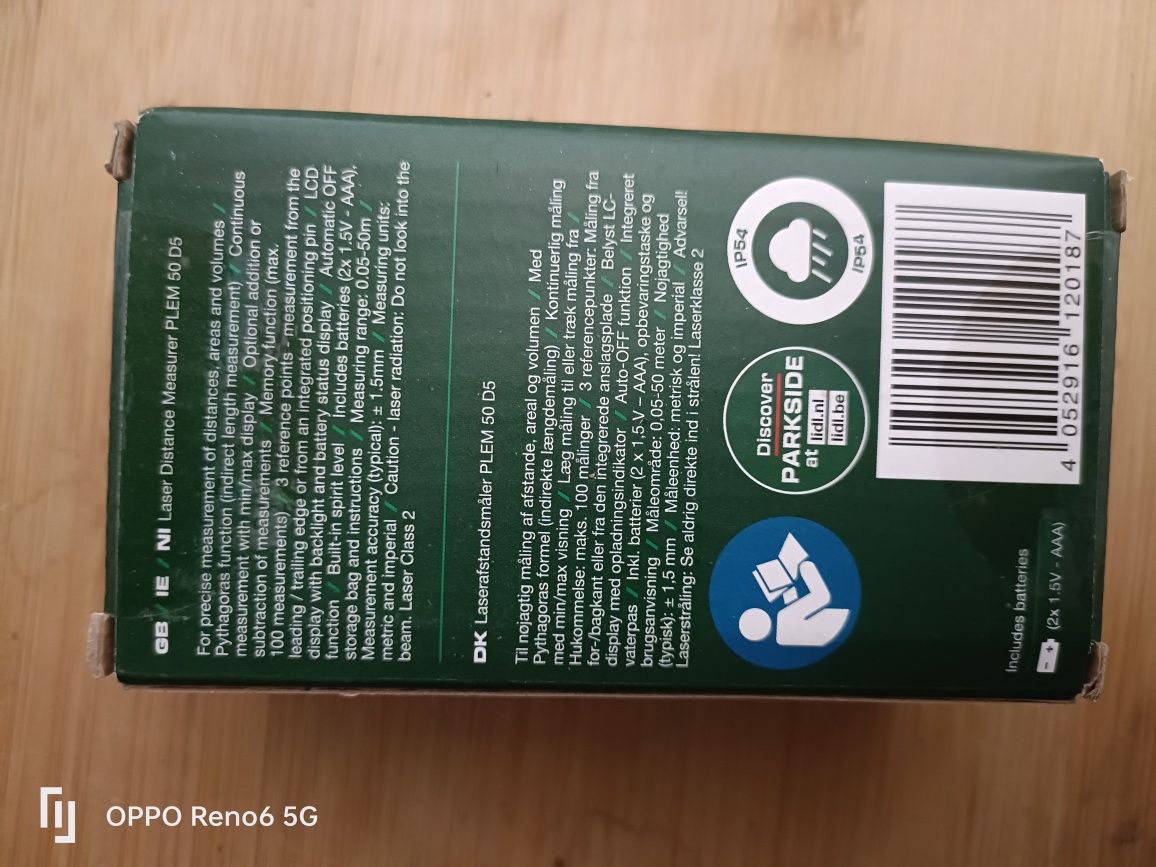 GB / IE / NI Laser Distance Measurer PLEM 50 D5
For precise measurement of distances, areas and volumes /
Pythagoras function (indirect length measurement) / Continuous
measurement with min/max display / Optional addition or
subtraction of measurements / Memory function (max.
100 measurements) / 3 reference points - measurement from the
leading / trailing edge or from an integrated positioning pin / LCD
display with backlight and battery status display / Automatic OFF
function / Built-in spirit level / Includes batteries (2x 1.5V - AAA),
storage bag and instructions / Measuring range: 0.05-50m /
Measurement accuracy (typical): ± 1.5mm / Measuring units:
metric and imperial / Caution - laser radiation: Do not look into the
beam. Laser Class 2
DK Laserafstandsmåler PLEM 50 D5
Til nøjagtig måling af afstande, areal og volumen / Med
Pythagoras formel (indirekte længdemåling) / Kontinuerlig måling
med min/max visning / Læg måling til eller træk måling fra /
Hukommelse: maks. 100 målinger / 3 referencepunkter: Måling fra
for-/bagkant eller fra den integrerede anslagsplade / Belyst LC-
display med opladningsindikator / Auto-OFF funktion / Integreret
vaterpas / Inkl. batterier (2 x 1,5 V – AAA), opbevaringstaske og
brugsanvisning / Måleområde: 0,05-50 meter / Nøjagtighed
(typisk): ± 1,5 mm / Måleenhed: metrisk og imperial / Advarsel!
Laserstråling: Se aldrig direkte ind i strålen! Laserklasse 2
IP54
IP54
Discover
PARKSIDE
at lidl.nl
lidl.be
4 052916 120187
Includes batteries
(2x 1.5V - AAA)
OPPO Reno6 5G